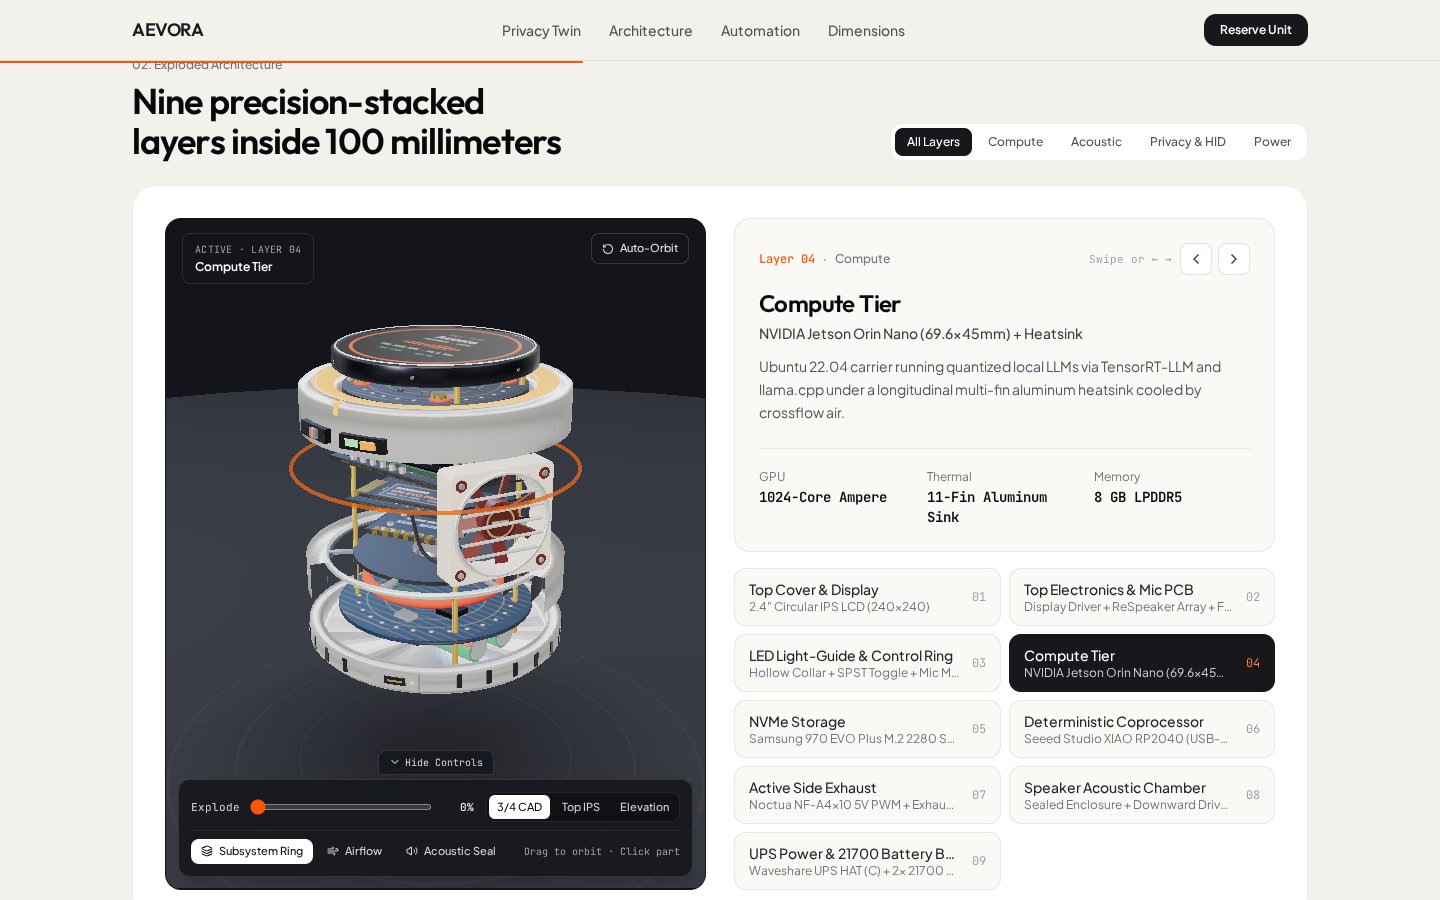 AEVORA
Privacy Twin
Architecture
Automation
Dimensions
Reserve Unit
02. Exploded Architecture
Nine precision-stacked
layers inside 100 millimeters
All Layers
Compute
Acoustic
Privacy & HID
Power
ACTIVE · LAYER 04
Compute Tier
Auto-Orbit
AEVORA
Hide Controls
Explode
0%
3/4 CAD
Top IPS
Elevation
Subsystem Ring
Airflow
Acoustic Seal
Drag to orbit · Click part
Layer 04 · Compute
Swipe or ← →
Compute Tier
NVIDIA Jetson Orin Nano (69.6×45mm) + Heatsink
Ubuntu 22.04 carrier running quantized local LLMs via TensorRT-LLM and
llama.cpp under a longitudinal multi-fin aluminum heatsink cooled by
crossflow air.
GPU
1024-Core Ampere
Thermal
11-Fin Aluminum
Sink
Memory
8 GB LPDDR5
Top Cover & Display
2.4" Circular IPS LCD (240×240)
01
Top Electronics & Mic PCB
Display Driver + ReSpeaker Array + F...
02
LED Light-Guide & Control Ring
Hollow Collar + SPST Toggle + Mic M...
03
Compute Tier
NVIDIA Jetson Orin Nano (69.6×45...
04
NVMe Storage
Samsung 970 EVO Plus M.2 2280 S...
05
Deterministic Coprocessor
Seeed Studio XIAO RP2040 (USB-...
06
Active Side Exhaust
Noctua NF-A4×10 5V PWM + Exhau...
07
Speaker Acoustic Chamber
Sealed Enclosure + Downward Driv...
08
UPS Power & 21700 Battery B...
Waveshare UPS HAT (C) + 2× 21700 ...
09